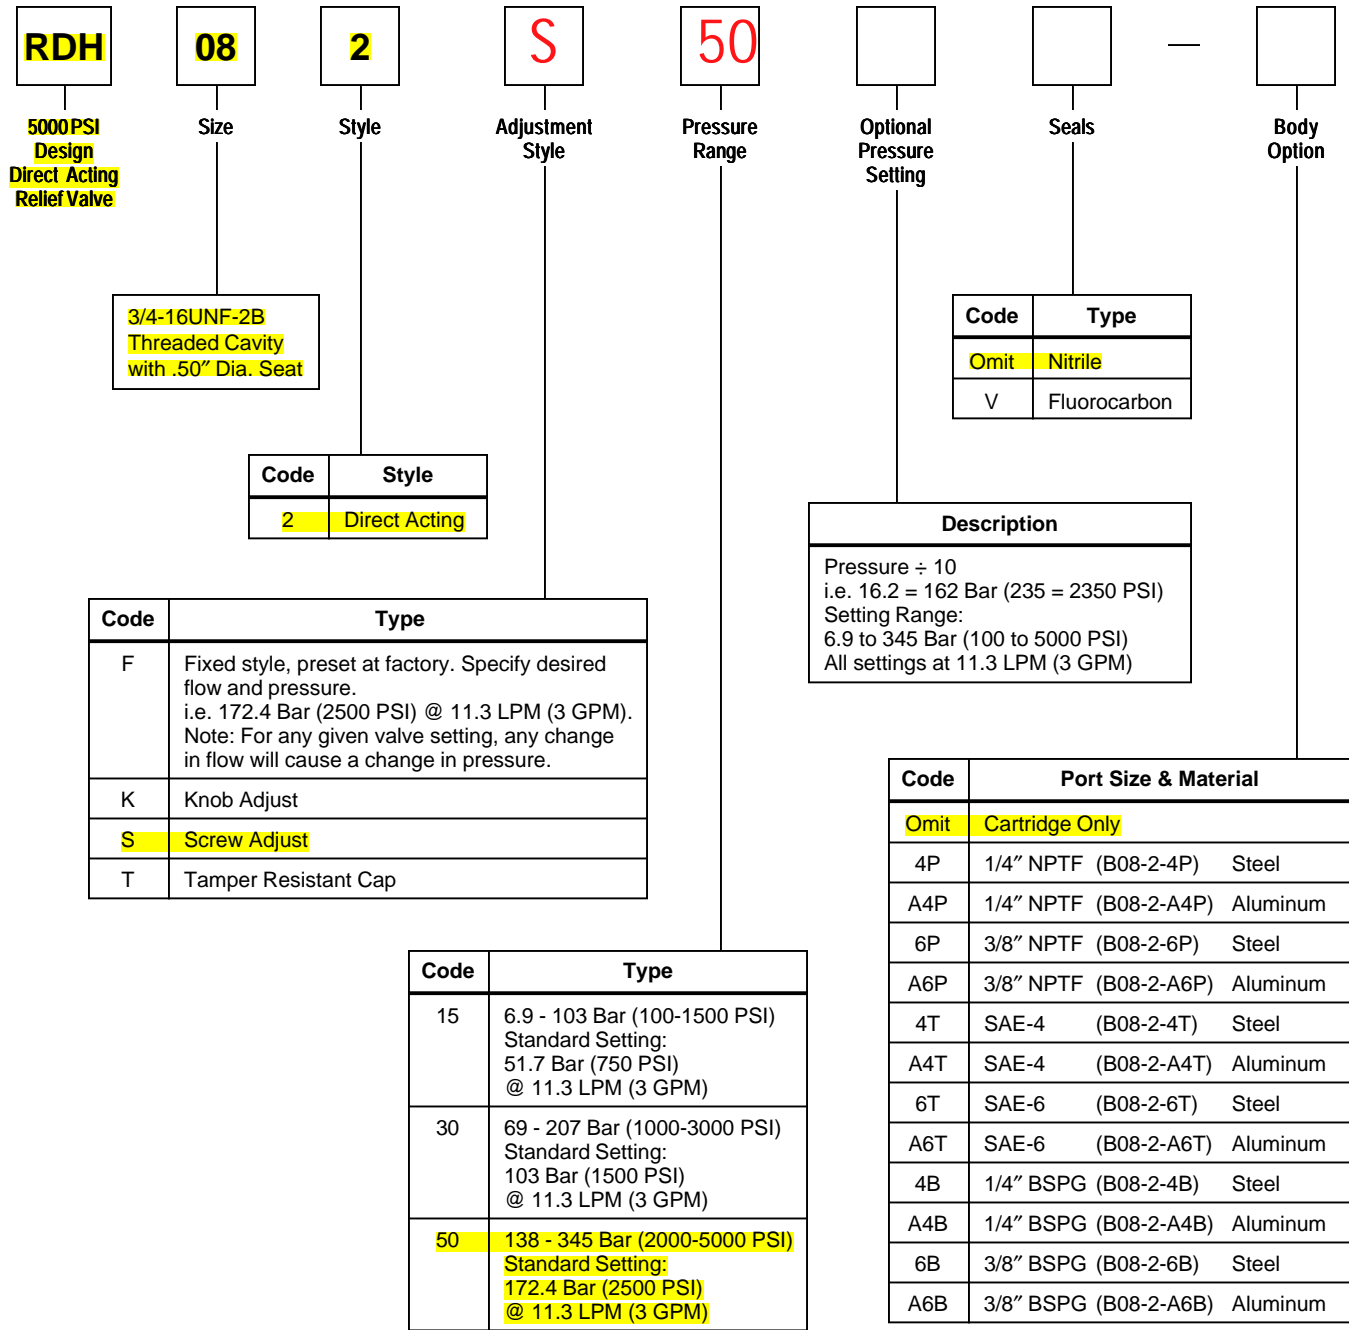 RDH 08 2 S 50 —
5000 PSI
Design
Direct Acting
Relief Valve
Size
Style
Adjustment
Style
Pressure
Range
Optional
Pressure
Setting
Seals
Body
Option
3/4-16UNF-2B
Threaded Cavity
with .50″ Dia. Seat
Code Type
Omit Nitrile
V Fluorocarbon
Code Style
2 Direct Acting
Description
Pressure ÷ 10
i.e. 16.2 = 162 Bar (235 = 2350 PSI)
Setting Range:
6.9 to 345 Bar (100 to 5000 PSI)
All settings at 11.3 LPM (3 GPM)
Code Type
F Fixed style, preset at factory. Specify desired
flow and pressure.
i.e. 172.4 Bar (2500 PSI) @ 11.3 LPM (3 GPM).
Note: For any given valve setting, any change
in flow will cause a change in pressure.
K Knob Adjust
S Screw Adjust
T Tamper Resistant Cap
Code Port Size & Material
Omit Cartridge Only
4P 1/4″ NPTF (B08-2-4P) Steel
A4P 1/4″ NPTF (B08-2-A4P) Aluminum
6P 3/8″ NPTF (B08-2-6P) Steel
A6P 3/8″ NPTF (B08-2-A6P) Aluminum
4T SAE-4 (B08-2-4T) Steel
A4T SAE-4 (B08-2-A4T) Aluminum
6T SAE-6 (B08-2-6T) Steel
A6T SAE-6 (B08-2-A6T) Aluminum
4B 1/4″ BSPG (B08-2-4B) Steel
A4B 1/4″ BSPG (B08-2-A4B) Aluminum
6B 3/8″ BSPG (B08-2-6B) Steel
A6B 3/8″ BSPG (B08-2-A6B) Aluminum
Code Type
15 6.9 - 103 Bar (100-1500 PSI)
Standard Setting:
51.7 Bar (750 PSI)
@ 11.3 LPM (3 GPM)
30 69 - 207 Bar (1000-3000 PSI)
Standard Setting:
103 Bar (1500 PSI)
@ 11.3 LPM (3 GPM)
50 138 - 345 Bar (2000-5000 PSI)
Standard Setting:
172.4 Bar (2500 PSI)
@ 11.3 LPM (3 GPM)